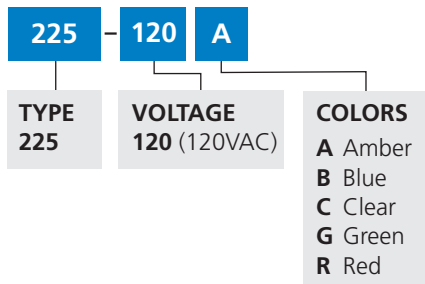 225 – 120 A
TYPE
225
VOLTAGE
120 (120VAC)
COLORS
A Amber
B Blue
C Clear
G Green
R Red